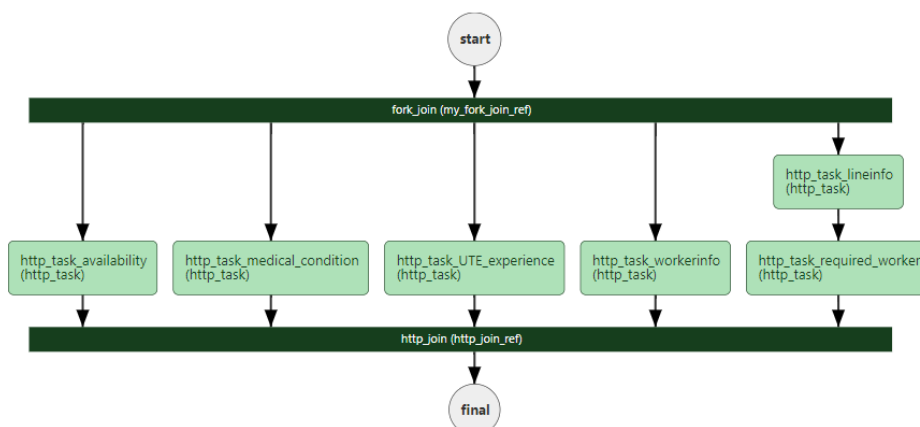 start
fork_join (my_fork_join_ref)
http_task_lineinfo
(http_task)
http_task_availability
(http_task)
http_task_medical_condition
(http_task)
http_task_UTE_experience
(http_task)
http_task_workerinfo
(http_task)
http_task_required_worker
(http_task)
http_join (http_join_ref)
final